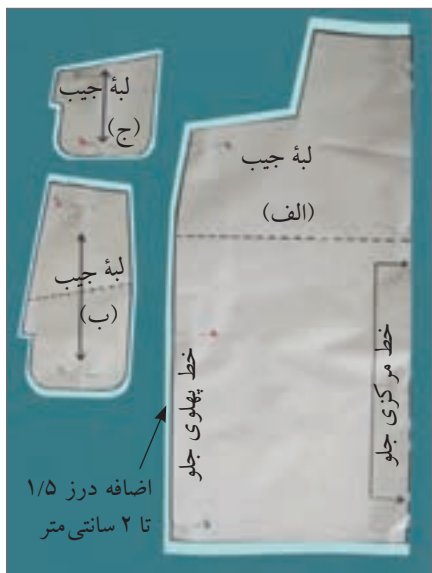 لبهٔ جیب
(ج)
لبهٔ جیب
(الف)
لبهٔ جیب
(ب)
خط مرکزی جلو
خط پهلوی جلو
اضافه درز ۱/۵
تا ۲ سانتی‌متر